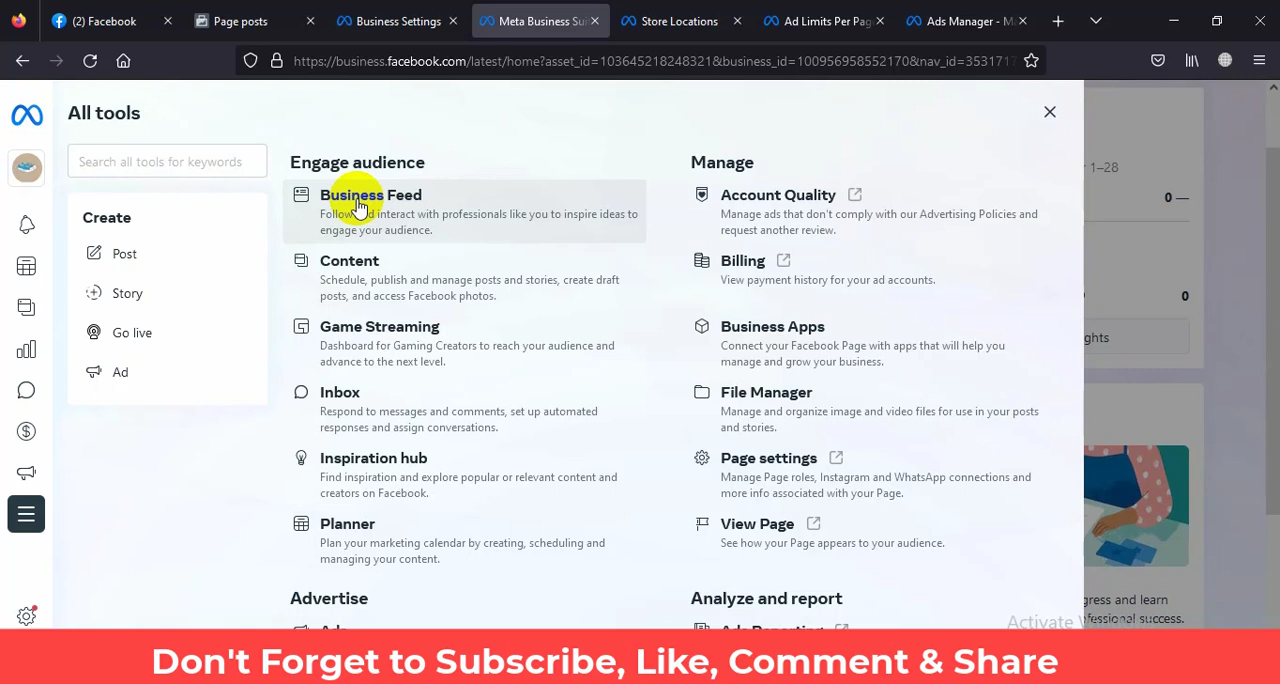 (2) Facebook
Page posts
Business Settings
Meta Business Sui
Store Locations
Ad Limits Per Pag
Ads Manager - M
https://business.facebook.com/latest/home?asset_id=103645218248321&business_id=100956958552170&nav_id=3531717
All tools
Search all tools for keywords
Create
Post
Story
Go live
Ad
Engage audience
Business Feed
Follow and interact with professionals like you to inspire ideas to
engage your audience.
Content
Schedule, publish and manage posts and stories, create draft
posts, and access Facebook photos.
Game Streaming
Dashboard for Gaming Creators to reach your audience and
advance to the next level.
Inbox
Respond to messages and comments, set up automated
responses and assign conversations.
Inspiration hub
Find inspiration and explore popular or relevant content and
creators on Facebook.
Planner
Plan your marketing calendar by creating, scheduling and
managing your content.
Advertise
Manage
Account Quality
Manage ads that don't comply with our Advertising Policies and
request another review.
Billing
View payment history for your ad accounts.
Business Apps
Connect your Facebook Page with apps that will help you
manage and grow your business.
File Manager
Manage and organize image and video files for use in your posts
and stories.
Page settings
Manage Page roles, Instagram and WhatsApp connections and
more info associated with your Page.
View Page
See how your Page appears to your audience.
Analyze and report
Ads Reporting
1–28
0 —
0
ghts
gress and learn
fessional success.
Activate
Don't Forget to Subscribe, Like, Comment & Share